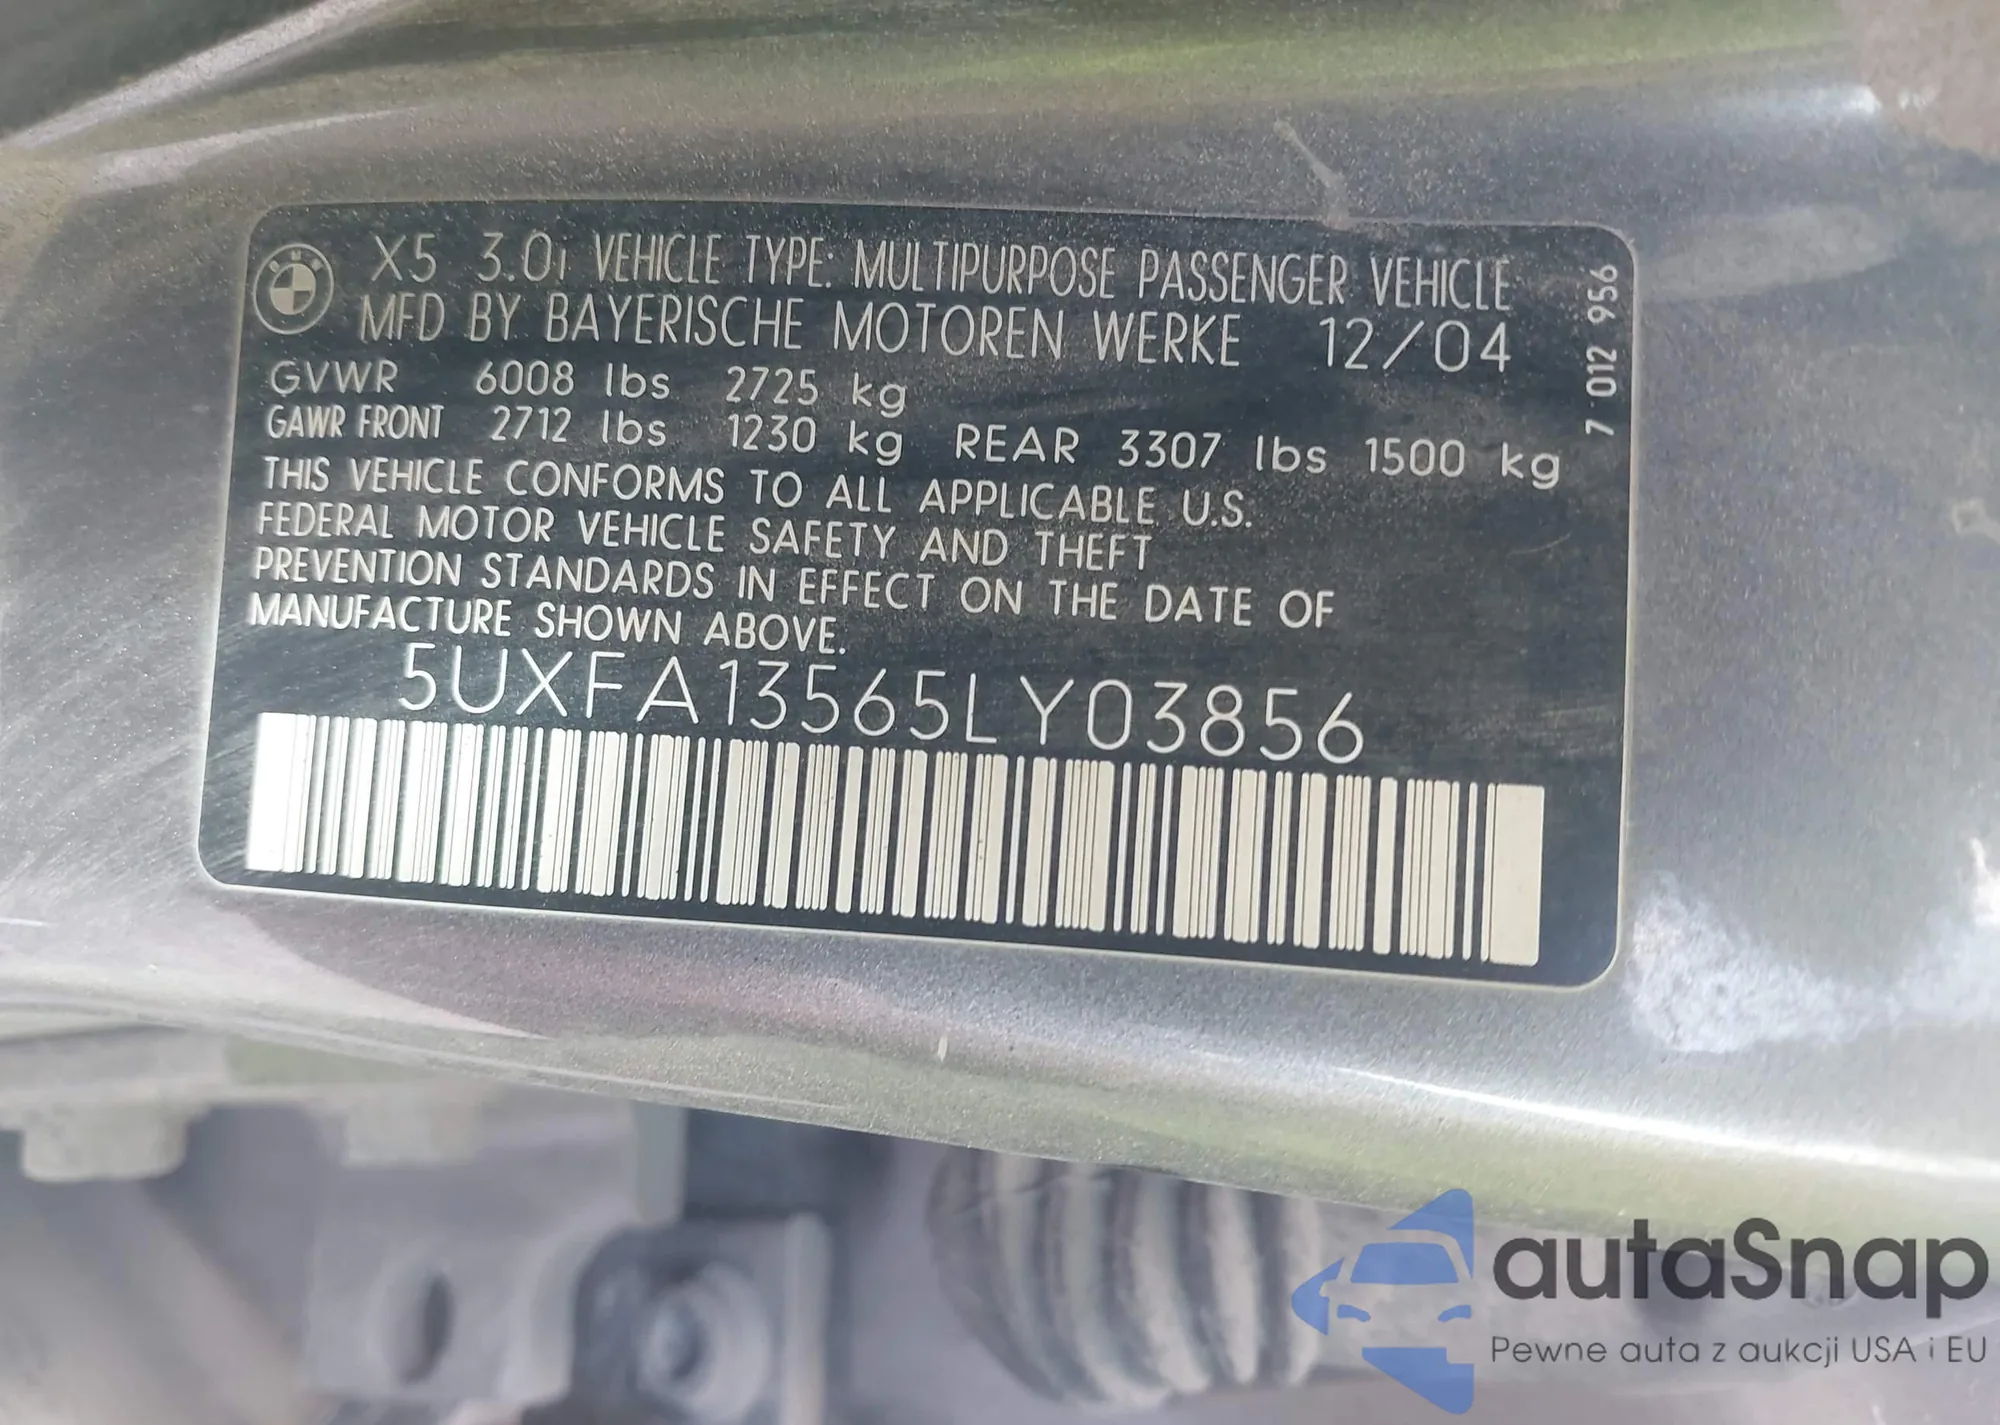 BMW
X5 3.0i VEHICLE TYPE: MULTIPURPOSE PASSENGER VEHICLE
MFD BY BAYERISCHE MOTOREN WERKE 12/04
GVWR 6008 lbs 2725 kg
GAWR FRONT 2712 lbs 1230 kg REAR 3307 lbs 1500 kg
THIS VEHICLE CONFORMS TO ALL APPLICABLE U.S.
FEDERAL MOTOR VEHICLE SAFETY AND THEFT
PREVENTION STANDARDS IN EFFECT ON THE DATE OF
MANUFACTURE SHOWN ABOVE.
5UXFA13565LY03856
7 012 956
autaSnap
Pewne auta z aukcji USA i EU